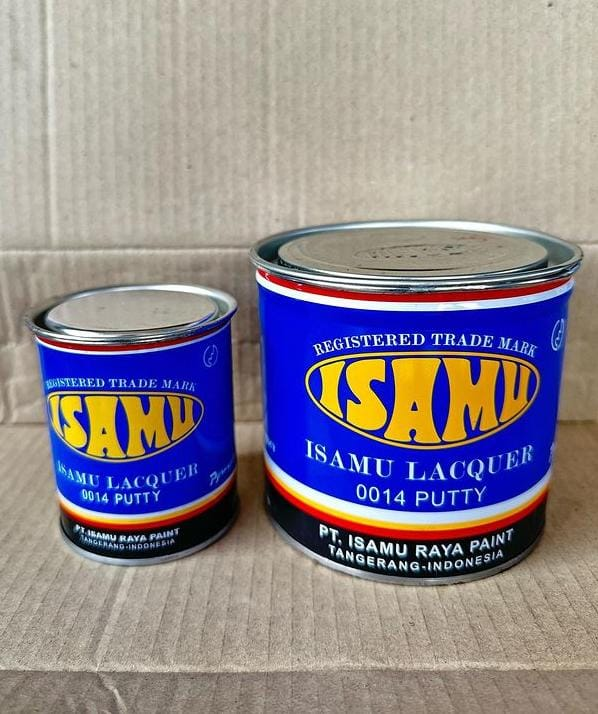 REGISTERED TRADE MARK
ISAMU
ISAMU LACQUER
0014 PUTTY
PT. ISAMU RAYA PAINT
TANGERANG-INDONESIA
REGISTERED TRADE MARK
ISAMU
ISAMU LACQUER
0014 PUTTY
PT. ISAMU RAYA PAINT
TANGERANG-INDONESIA